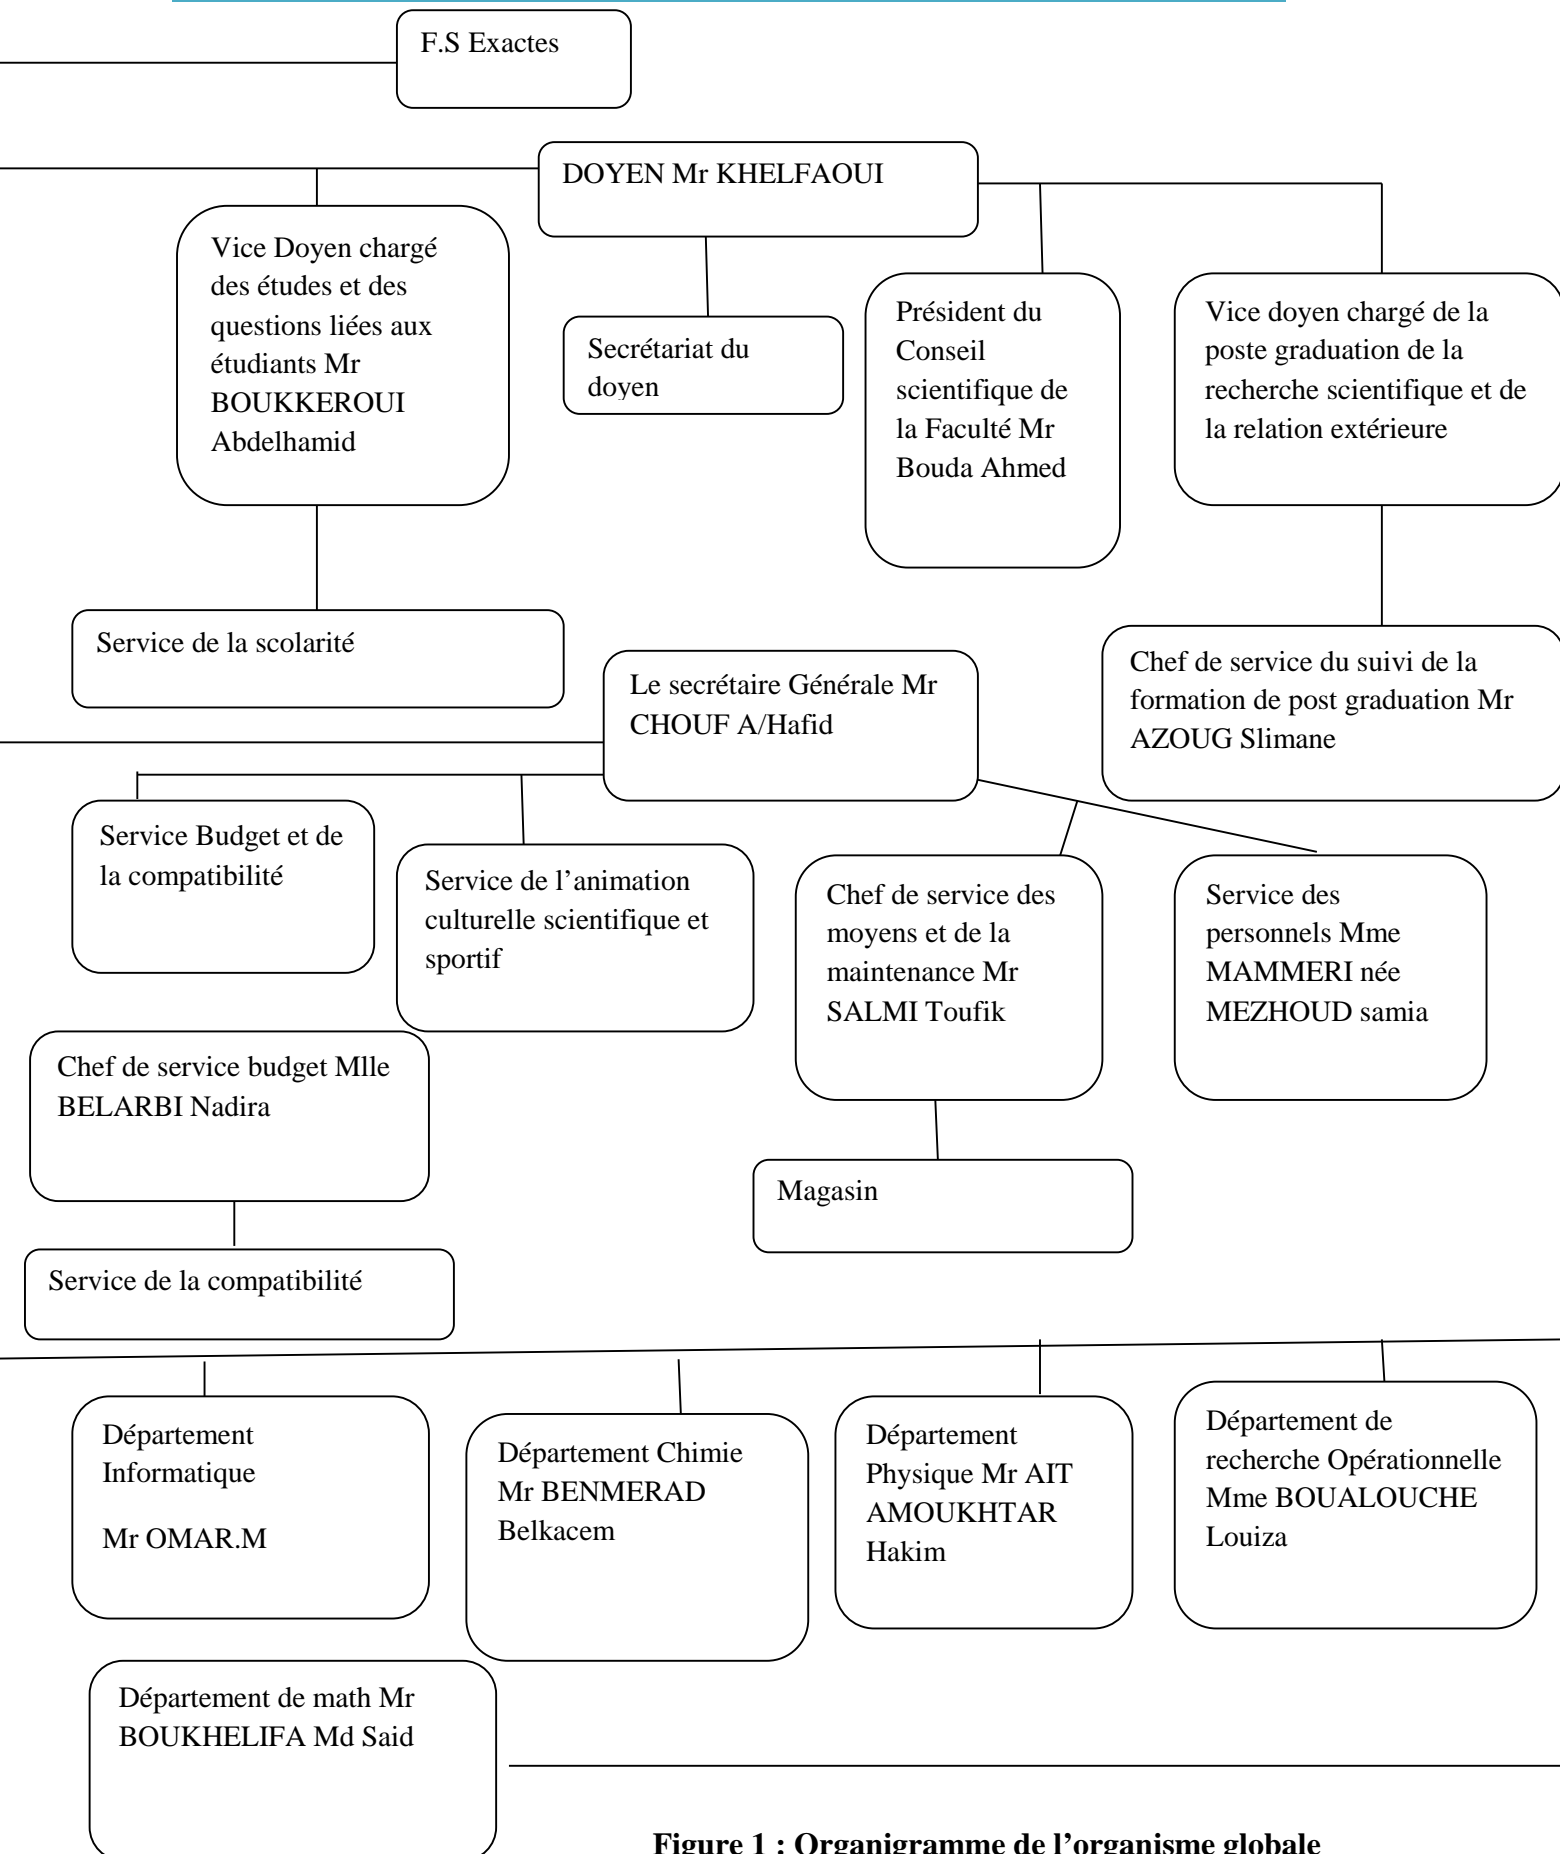 F.S Exactes
DOYEN Mr KHELFAOUI
Vice Doyen chargé
des études et des
questions liées aux
étudiants Mr
BOUKKEROUI
Abdelhamid
Secrétariat du
doyen
Président du
Conseil
scientifique de
la Faculté Mr
Bouda Ahmed
Vice doyen chargé de la
poste graduation de la
recherche scientifique et de
la relation extérieure
Service de la scolarité
Le secrétaire Générale Mr
CHOUF A/Hafid
Chef de service du suivi de la
formation de post graduation Mr
AZOUG Slimane
Service Budget et de
la compatibilité
Service de l’animation
culturelle scientifique et
sportif
Chef de service des
moyens et de la
maintenance Mr
SALMI Toufik
Service des
personnels Mme
MAMMERI née
MEZHOUD samia
Chef de service budget Mlle
BELARBI Nadira
Magasin
Service de la compatibilité
Département
Informatique
Mr OMAR.M
Département Chimie
Mr BENMERAD
Belkacem
Département
Physique Mr AIT
AMOUKHTAR
Hakim
Département de
recherche Opérationnelle
Mme BOUALOUCHE
Louiza
Département de math Mr
BOUKHELIFA Md Said
Figure 1 : Organigramme de l’organisme globale